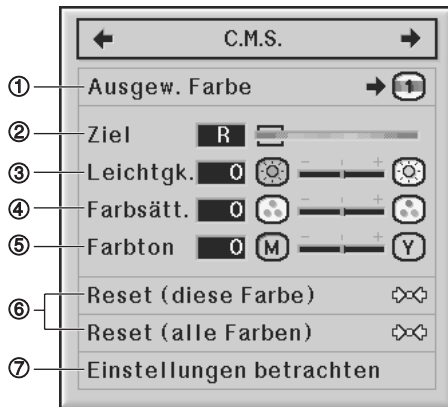 C.M.S.
① Ausgew. Farbe 1
② Ziel R
③ Leichtgk. 0 − +
④ Farbsätt. 0 − +
⑤ Farbton 0 M − + Y
⑥ Reset (diese Farbe)
Reset (alle Farben)
⑦ Einstellungen betrachten